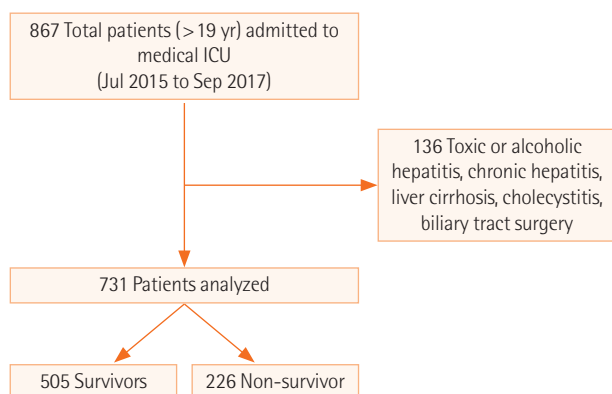 867 Total patients (>19 yr) admitted to
medical ICU
(Jul 2015 to Sep 2017)
136 Toxic or alcoholic
hepatitis, chronic hepatitis,
liver cirrhosis, cholecystitis,
biliary tract surgery
731 Patients analyzed
505 Survivors
226 Non-survivor